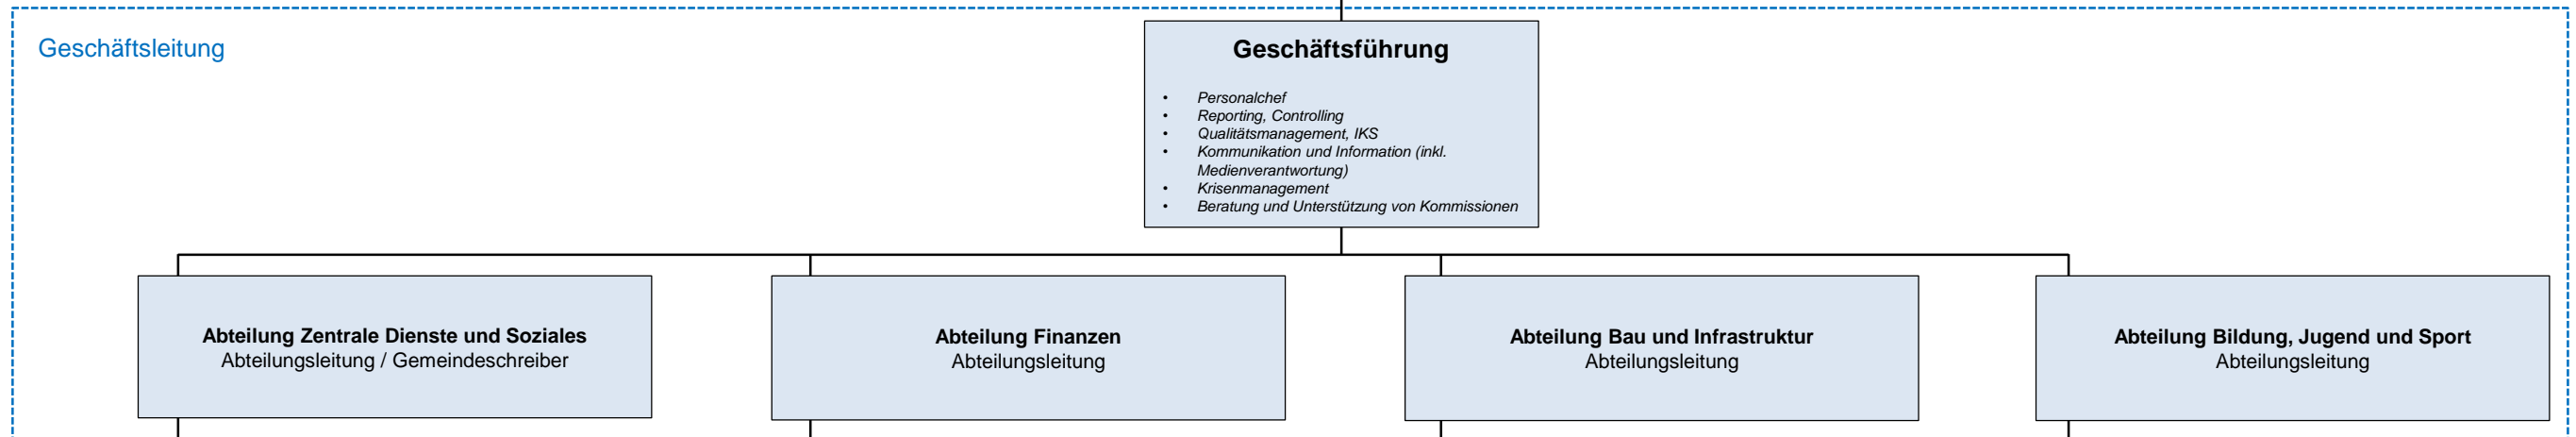 Geschäftsleitung
Geschäftsführung
• Personalchef
• Reporting, Controlling
• Qualitätsmanagement, IKS
• Kommunikation und Information (inkl.
Medienverantwortung)
• Krisenmanagement
• Beratung und Unterstützung von Kommissionen
Abteilung Zentrale Dienste und Soziales
Abteilungsleitung / Gemeindeschreiber
Abteilung Finanzen
Abteilungsleitung
Abteilung Bau und Infrastruktur
Abteilungsleitung
Abteilung Bildung, Jugend und Sport
Abteilungsleitung